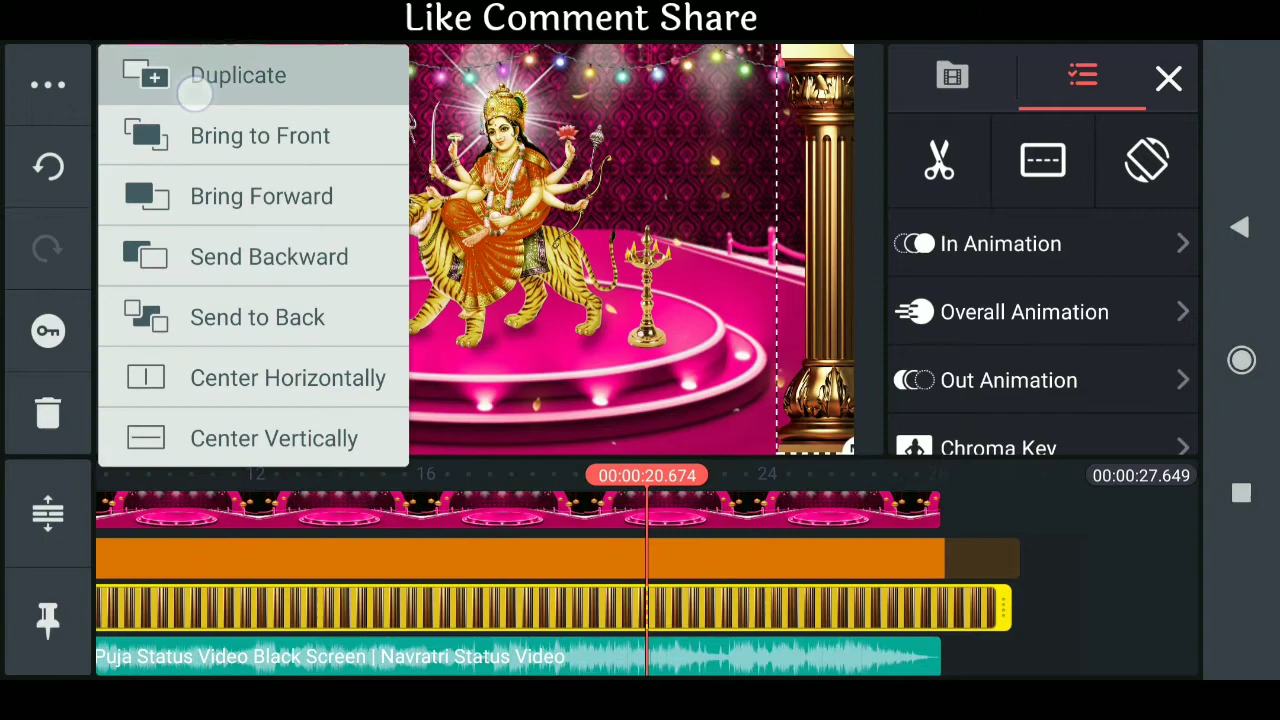 Like Comment Share
Duplicate
Bring to Front
Bring Forward
Send Backward
Send to Back
Center Horizontally
Center Vertically
In Animation
Overall Animation
Out Animation
Chroma Key
12
16
00:00:20.674
24
00:00:27.649
Puja Status Video Black Screen | Navratri Status Video